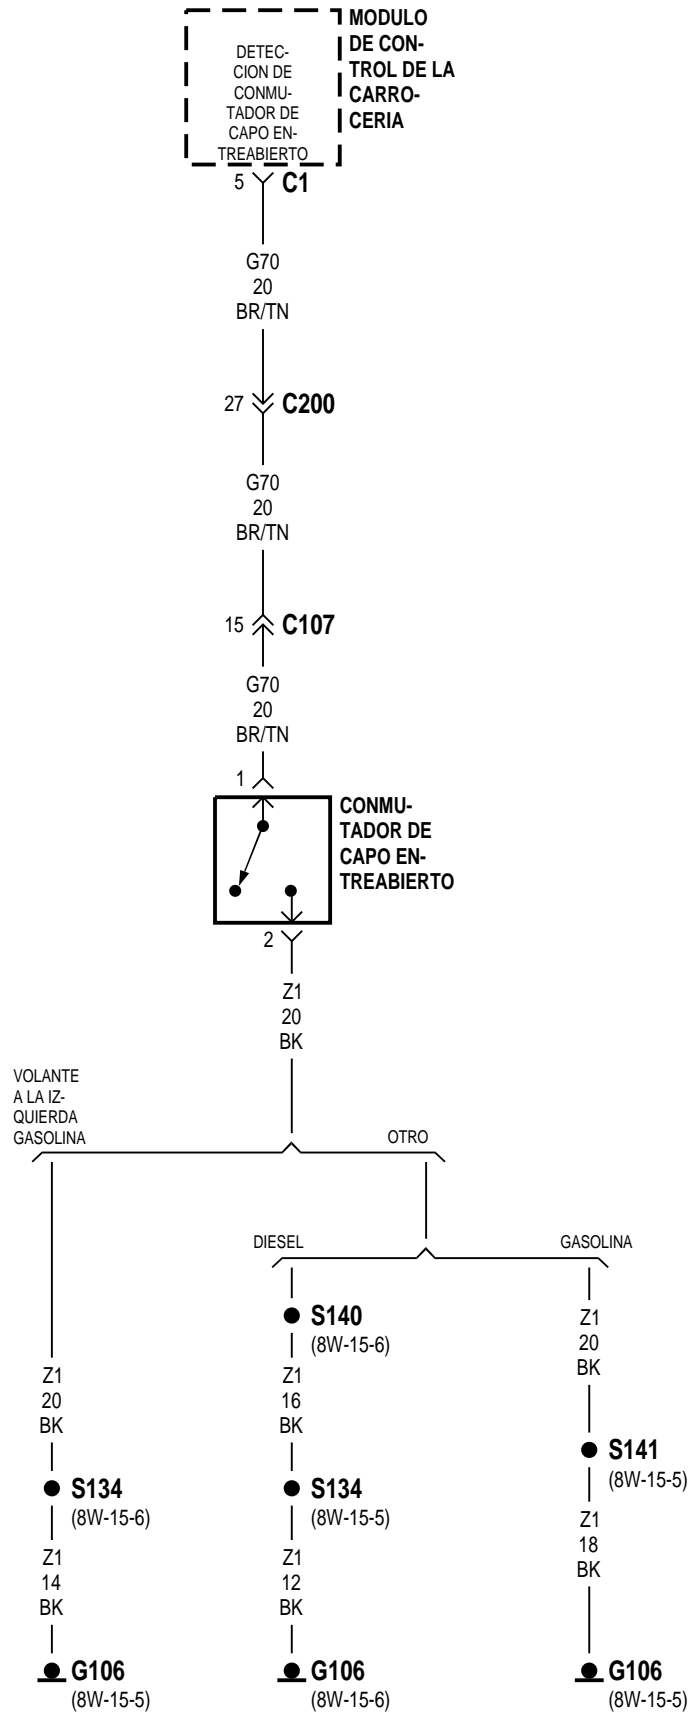 MODULO
DE CON-
TROL DE LA
CARRO-
CERIA
DETEC-
CION DE
CONMU-
TADOR DE
CAPO EN-
TREABIERTO
5 C1
G70
20
BR/TN
27 C200
G70
20
BR/TN
15 C107
G70
20
BR/TN
1
CONMU-
TADOR DE
CAPO EN-
TREABIERTO
2
Z1
20
BK
VOLANTE
A LA IZ-
QUIERDA
GASOLINA
OTRO
DIESEL
GASOLINA
Z1
20
BK
S134
(8W-15-6)
Z1
14
BK
G106
(8W-15-5)
S140
(8W-15-6)
Z1
16
BK
S134
(8W-15-5)
Z1
12
BK
G106
(8W-15-6)
Z1
20
BK
S141
(8W-15-5)
Z1
18
BK
G106
(8W-15-5)